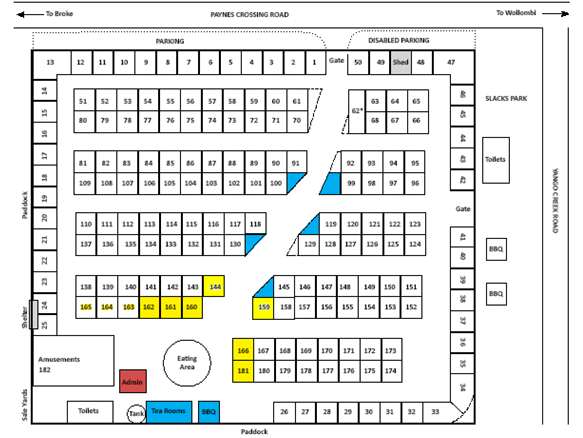 To Broke PAYNES CROSSING ROAD To Wollombi
PARKING DISABLED PARKING
13 12 11 10 9 8 7 6 5 4 3 2 1 Gate 50 49 Shed 48 47
14 15 16 17 18 19 20 21 22 23 24 25
Paddock
Shelter
Sale Yards
51 52 53 54 55 56 57 58 59 60 61
80 79 78 77 76 75 74 73 72 71 70
62* 63 64 65
68 67 66
81 82 83 84 85 86 87 88 89 90 91
109 108 107 106 105 104 103 102 101 100
92 93 94 95
99 98 97 96
110 111 112 113 114 115 116 117 118
137 136 135 134 133 132 131 130
119 120 121 122 123
129 128 127 126 125 124
138 139 140 141 142 143 144
165 164 163 162 161 160
145 146 147 148 149 150 151
159 158 157 156 155 154 153 152
166 167 168 169 170 171 172 173
181 180 179 178 177 176 175 174
46 45 44 43 42 Gate 41 40 39 38 37 36 35 34
SLACKS PARK
Toilets
BBQ
BBQ
YANGO CREEK ROAD
Amusements
182
Admin
Eating
Area
Toilets Tank Tea Rooms BBQ
26 27 28 29 30 31 32 33
Paddock